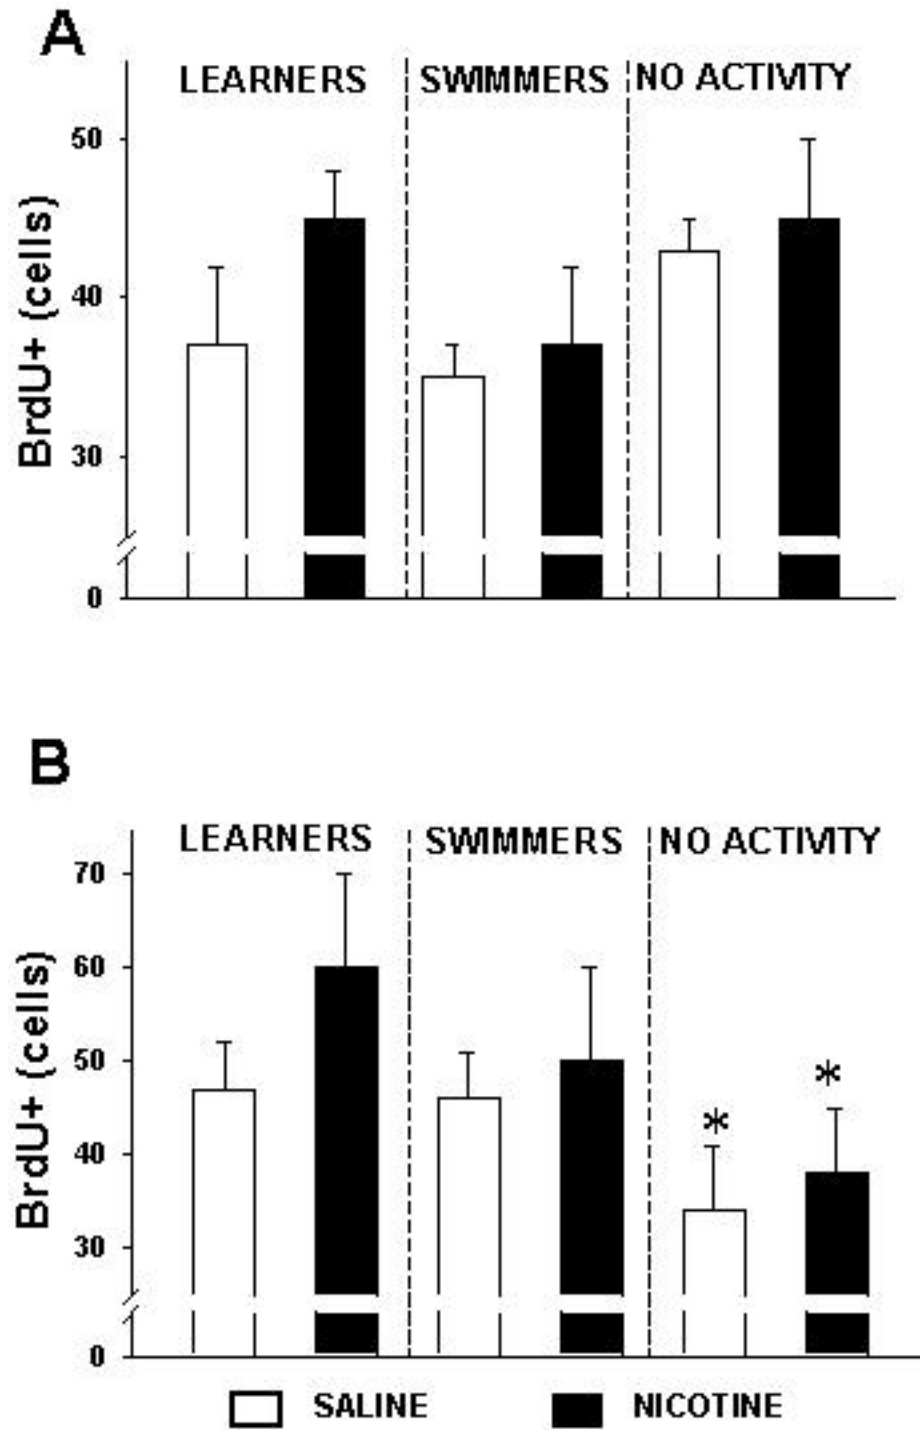 A
LEARNERS SWIMMERS NO ACTIVITY
50
40
30
0
BrdU+ (cells)
B
LEARNERS SWIMMERS NO ACTIVITY
70
60
50
40
30
0
BrdU+ (cells)
*
*
SALINE NICOTINE